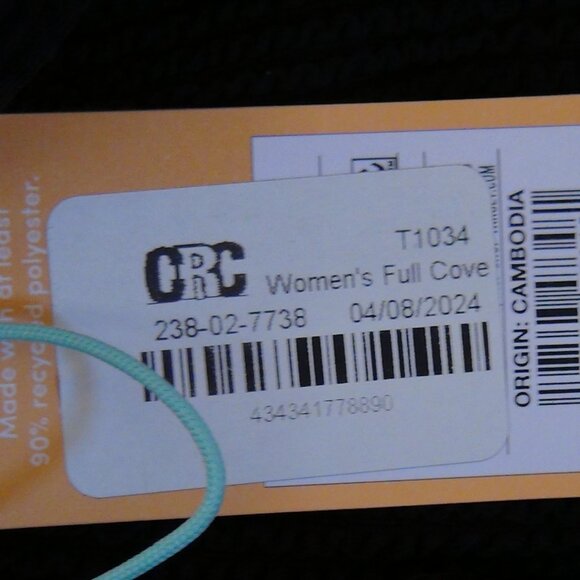 CRC
T1034
Women's Full Cove
238-02-7738
04/08/2024
434341778890
ORIGIN: CAMBODIA
Made with at least
90% recycled polyester.